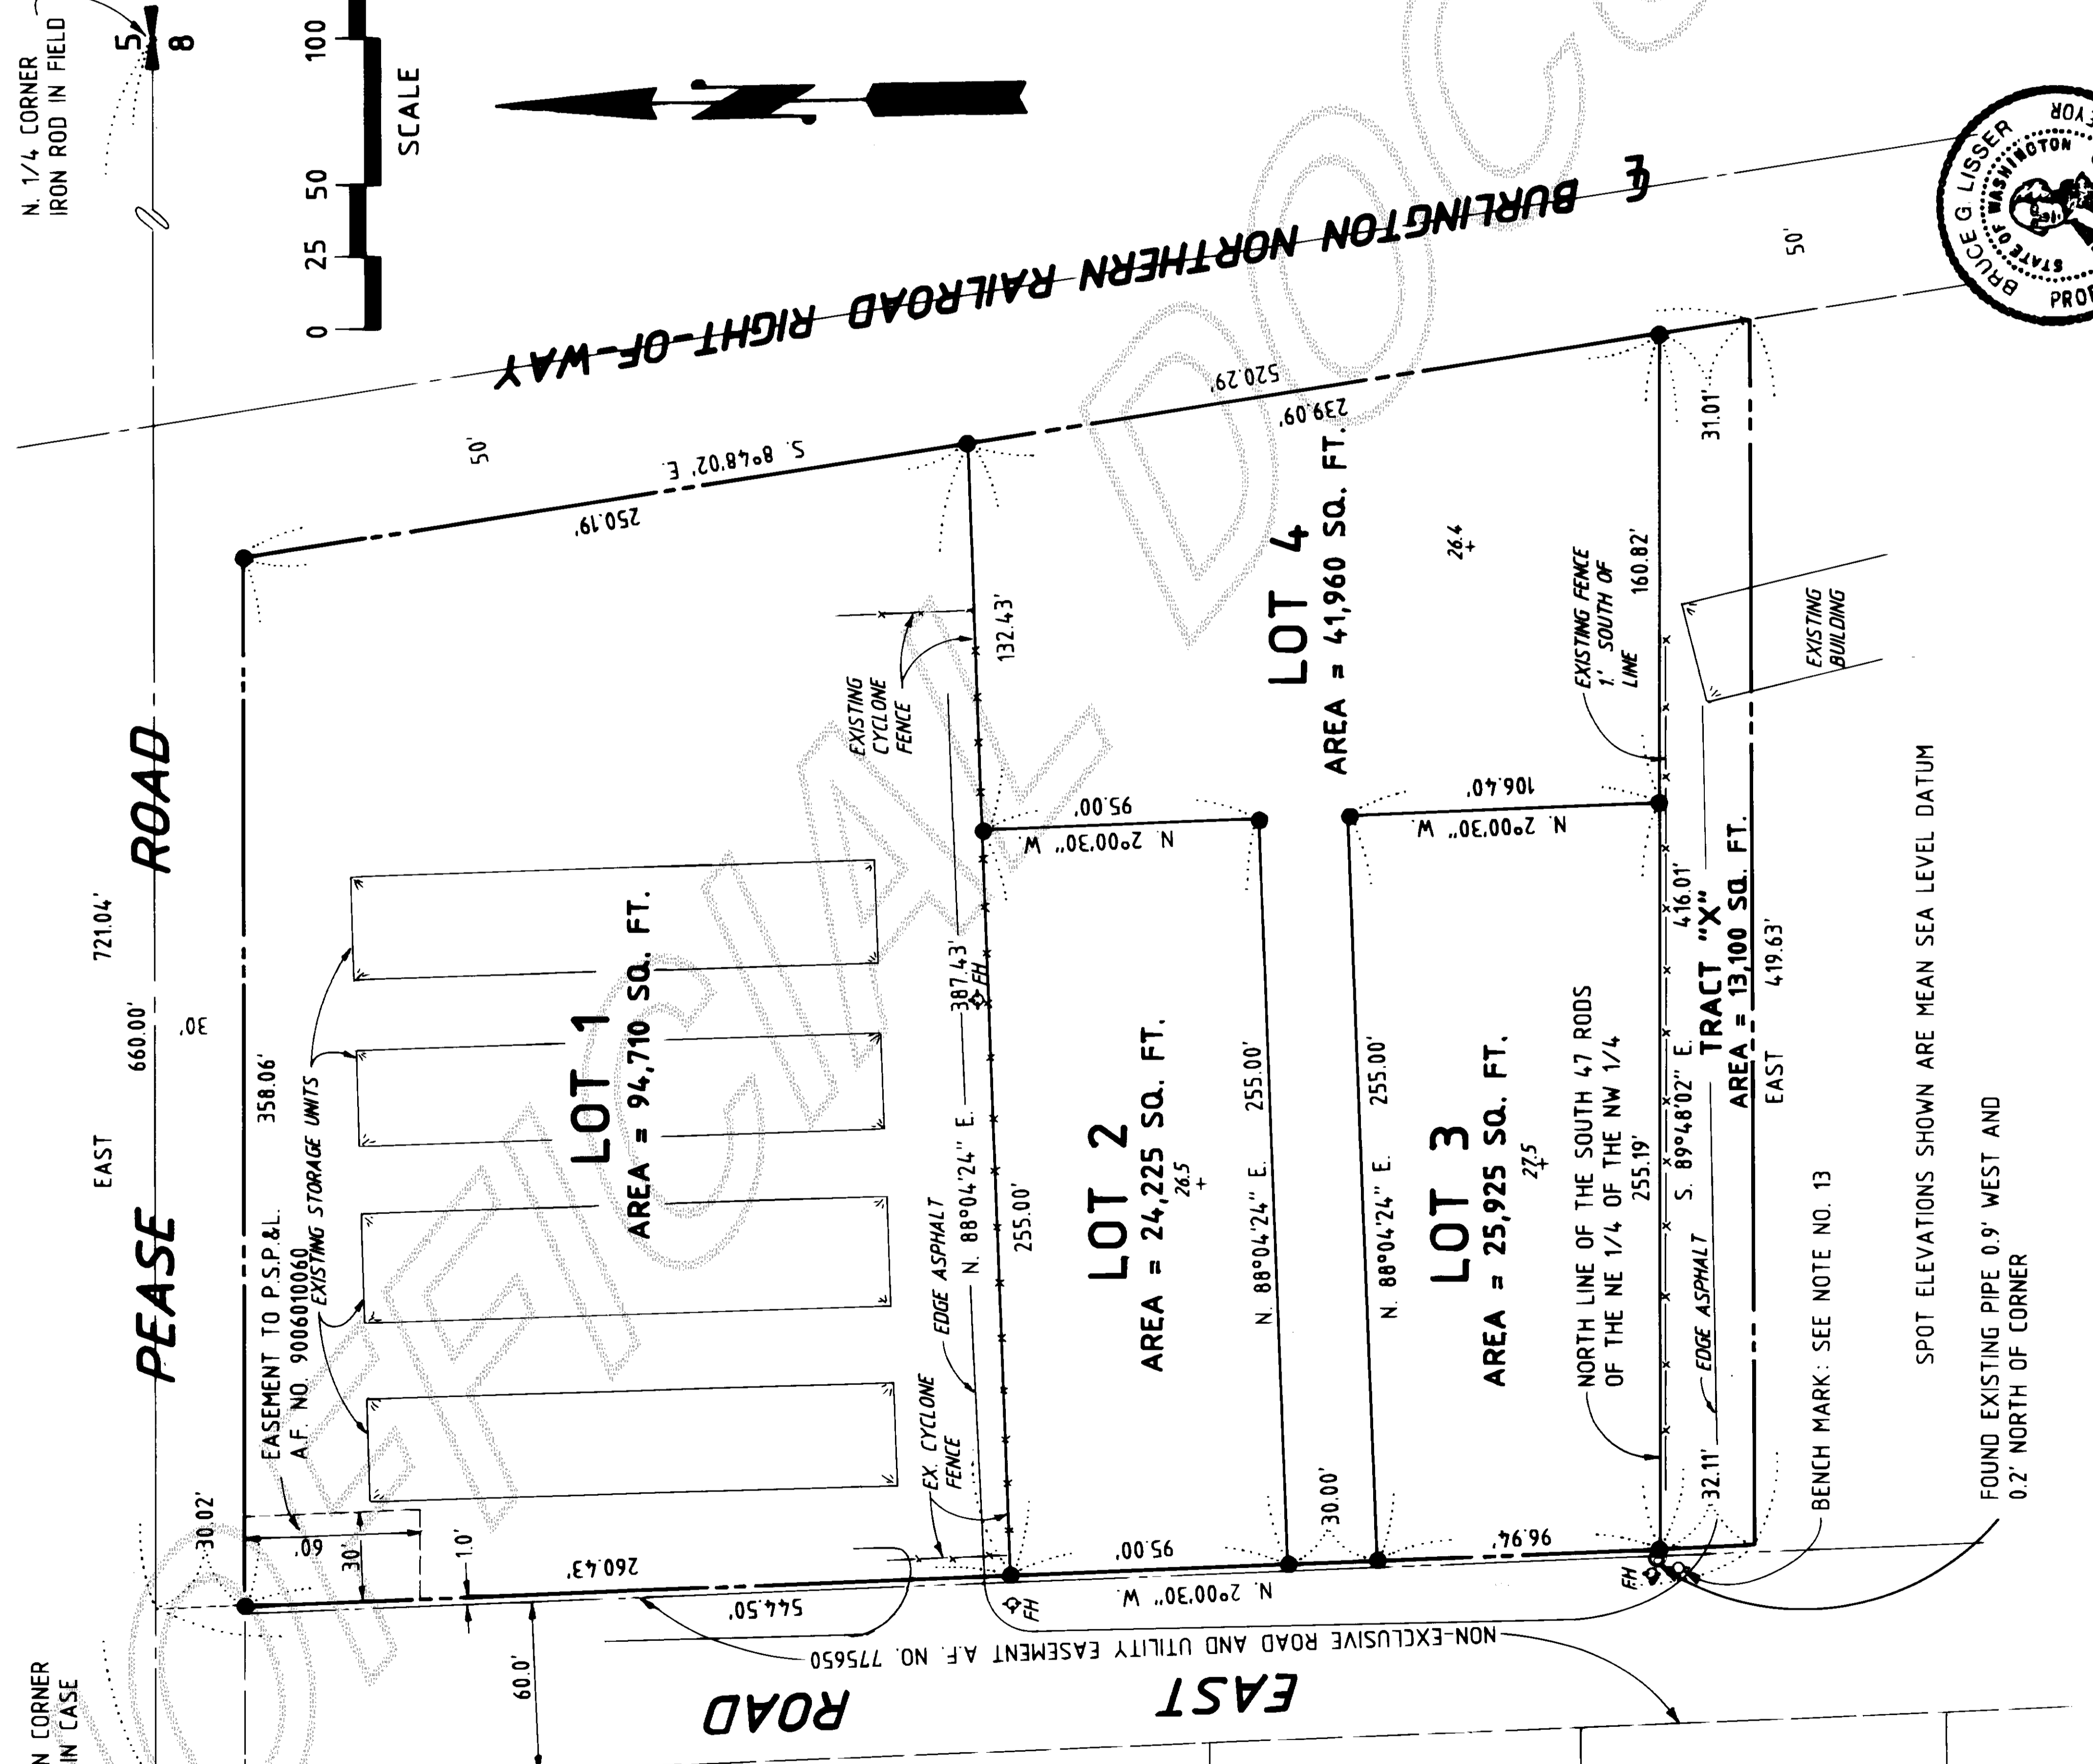 N. 1/4 CORNER
IRON ROD IN FIELD
5
8
0
25
50
100
SCALE
BURLINGTON NORTHERN RAILROAD RIGHT-OF-WAY
50'
50'
BRUCE G. LISSER
STATE OF WASHINGTON
PEASE ROAD
EAST
721.04'
660.00'
30'
30.02'
358.06'
EASEMENT TO P.S.P.&L.
A.F. NO. 9006010060
EXISTING STORAGE UNITS
60'
30'
1.0'
LOT 1
AREA = 94,710 SQ. FT.
S. 8°48'02" E.
250.19'
520.29'
239.09'
260.43'
544.50'
EX. CYCLONE
FENCE
EDGE ASPHALT
N. 88°04'24" E.
387.43'
FH
EXISTING
CYCLONE
FENCE
255.00'
132.43'
LOT 2
AREA = 24,225 SQ. FT.
26.5
+
95.00'
N. 2°00'30" W.
95.00'
N. 2°00'30" W.
N. 88°04'24" E.
255.00'
30.00'
N. 88°04'24" E.
255.00'
LOT 3
AREA = 25,925 SQ. FT.
27.5
+
96.94'
106.40'
N. 2°00'30" W.
LOT 4
AREA = 41,960 SQ. FT.
26.4
+
NORTH LINE OF THE SOUTH 47 RODS
OF THE NE 1/4 OF THE NW 1/4
255.19'
EXISTING FENCE
1.' SOUTH OF
LINE
160.82'
S. 89°48'02" E.
416.01'
EDGE ASPHALT
TRACT "X"
AREA = 13,100 SQ. FT.
32.11'
31.01'
EAST
419.63'
EXISTING
BUILDING
FH
FH
BENCH MARK: SEE NOTE NO. 13
SPOT ELEVATIONS SHOWN ARE MEAN SEA LEVEL DATUM
FOUND EXISTING PIPE 0.9' WEST AND
0.2' NORTH OF CORNER
NON-EXCLUSIVE ROAD AND UTILITY EASEMENT A.F. NO. 775650
60.0'
EAST ROAD
CORNER
IN CASE